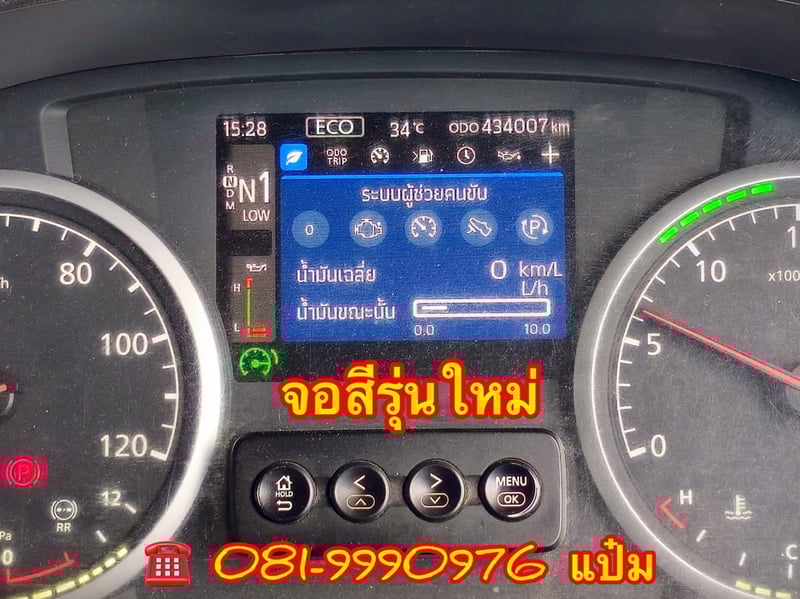 15:28 ECO 34°C ODO 434007 km
R
N
D
M
N1
LOW
ODO
TRIP
ระบบผู้ช่วยคนขับ
0
P
น้ำมันเฉลี่ย 0 km/L
L/h
น้ำมันขณะนั้น
0.0 10.0
H
L
80
100
120
10
x100
5
0
จอสีรุ่นใหม่
HOLD
< > MENU
OK
P
RR
12
0
H
C
081-9990976 แป๋ม